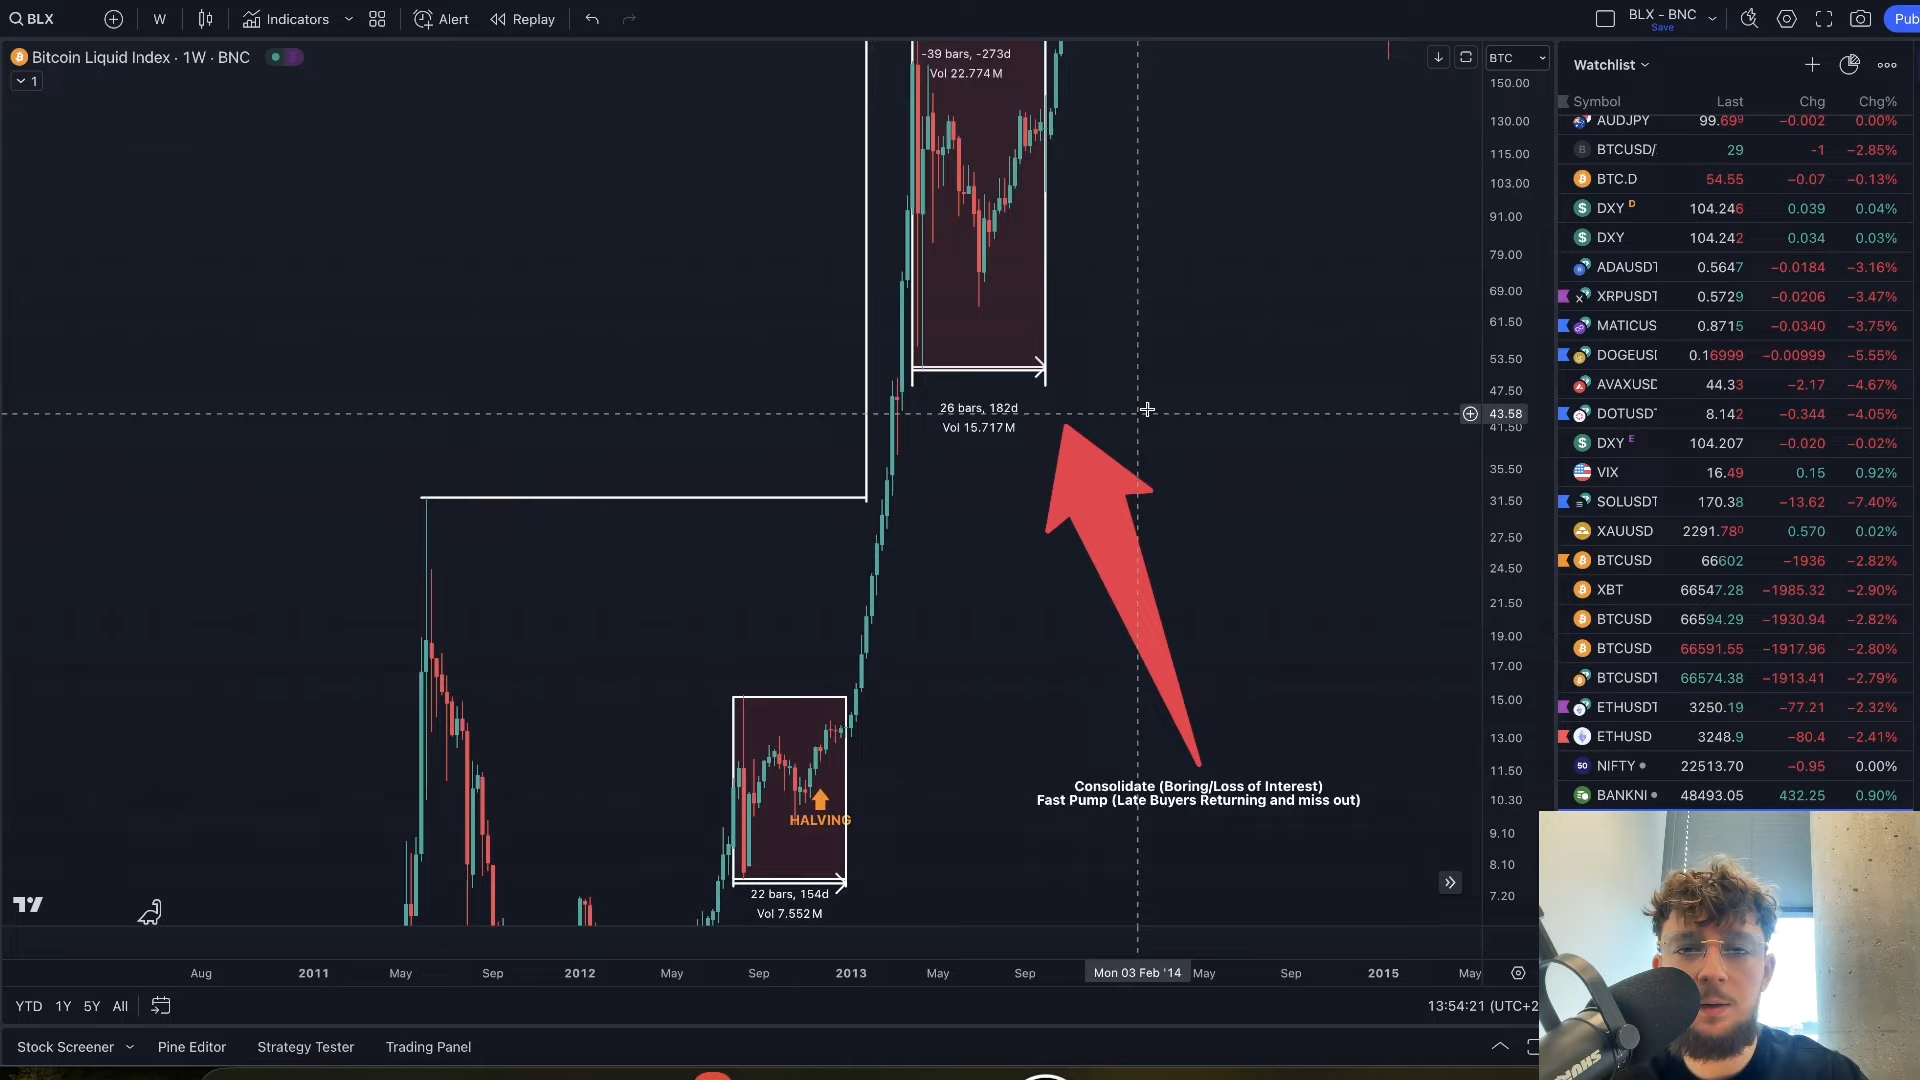 BLX
W
Indicators
Alert
Replay
BLX - BNC
Save
Pub
Bitcoin Liquid Index · 1W · BNC
1
BTC
-39 bars, -273d
Vol 22.774M
26 bars, 182d
Vol 15.717M
HALVING
22 bars, 154d
Vol 7.552M
Consolidate (Boring/Loss of Interest)
Fast Pump (Late Buyers Returning and miss out)
150.00
130.00
115.00
103.00
91.00
79.00
69.00
61.50
53.50
47.50
43.58
41.50
35.50
31.50
27.50
24.50
21.50
19.00
17.00
15.00
13.00
11.50
10.30
9.10
8.10
7.20
Aug 2011 May Sep 2012 May Sep 2013 May Sep Mon 03 Feb '14 May Sep 2015 May
YTD 1Y 5Y All
13:54:21 (UTC+2
Stock Screener Pine Editor Strategy Tester Trading Panel
Watchlist
Symbol Last Chg Chg%
AUDJPY 99.699 −0.002 0.00%
BTCUSD/ 29 −1 −2.85%
BTC.D 54.55 −0.07 −0.13%
DXY D 104.246 0.039 0.04%
DXY 104.242 0.034 0.03%
ADAUSDT 0.5647 −0.0184 −3.16%
XRPUSDT 0.5729 −0.0206 −3.47%
MATICUS 0.8715 −0.0340 −3.75%
DOGEUSI 0.16999 −0.00999 −5.55%
AVAXUSD 44.33 −2.17 −4.67%
DOTUSDT 8.142 −0.344 −4.05%
DXY E 104.207 −0.020 −0.02%
VIX 16.49 0.15 0.92%
SOLUSDT 170.38 −13.62 −7.40%
XAUUSD 2291.780 0.570 0.02%
BTCUSD 66602 −1936 −2.82%
XBT 66547.28 −1985.32 −2.90%
BTCUSD 66594.29 −1930.94 −2.82%
BTCUSD 66591.55 −1917.96 −2.80%
BTCUSDT 66574.38 −1913.41 −2.79%
ETHUSDT 3250.19 −77.21 −2.32%
ETHUSD 3248.9 −80.4 −2.41%
50 NIFTY 22513.70 −0.95 0.00%
BANKNI 48493.05 432.25 0.90%